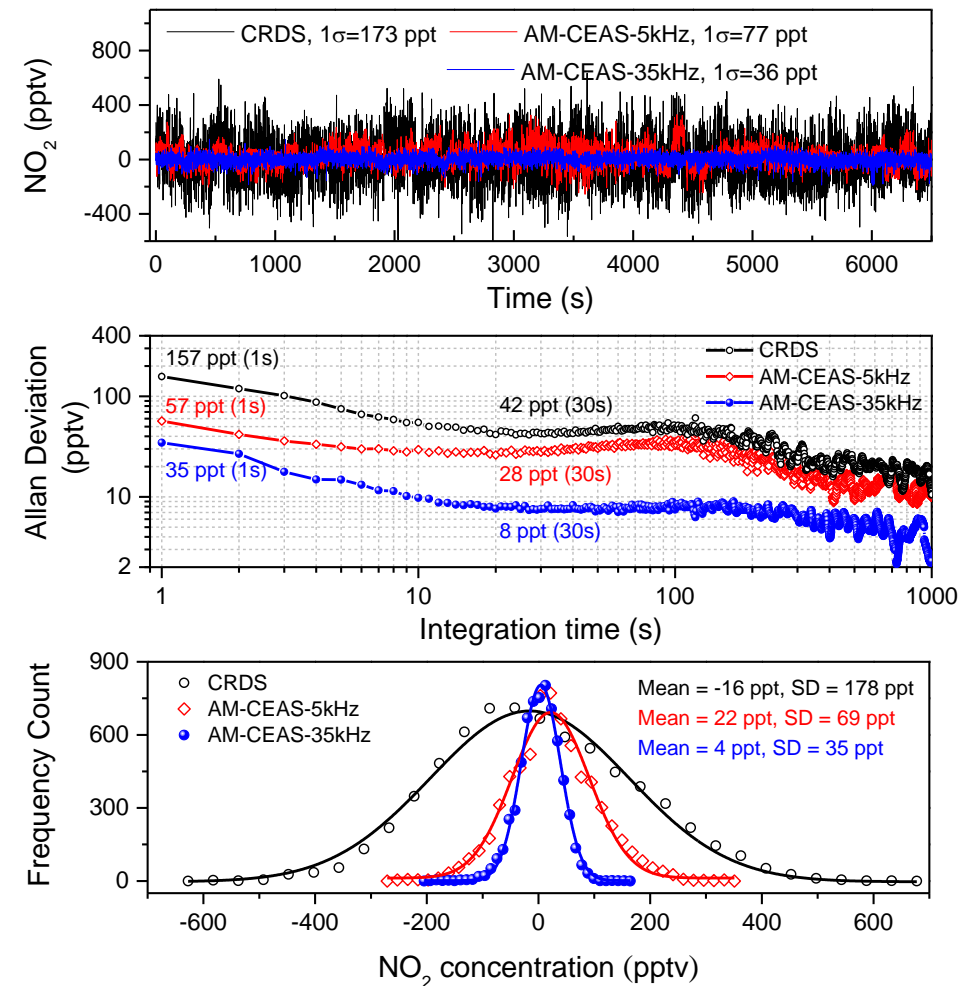 CRDS, 1σ=173 ppt AM-CEAS-5kHz, 1σ=77 ppt
AM-CEAS-35kHz, 1σ=36 ppt
NO2 (pptv)
800
400
0
-400
0 1000 2000 3000 4000 5000 6000
Time (s)
Allan Deviation
(pptv)
400
100
10
2
157 ppt (1s)
57 ppt (1s)
35 ppt (1s)
42 ppt (30s)
28 ppt (30s)
8 ppt (30s)
CRDS
AM-CEAS-5kHz
AM-CEAS-35kHz
1 10 100 1000
Integration time (s)
Frequency Count
900
600
300
0
CRDS
AM-CEAS-5kHz
AM-CEAS-35kHz
Mean = -16 ppt, SD = 178 ppt
Mean = 22 ppt, SD = 69 ppt
Mean = 4 ppt, SD = 35 ppt
-600 -400 -200 0 200 400 600
NO2 concentration (pptv)